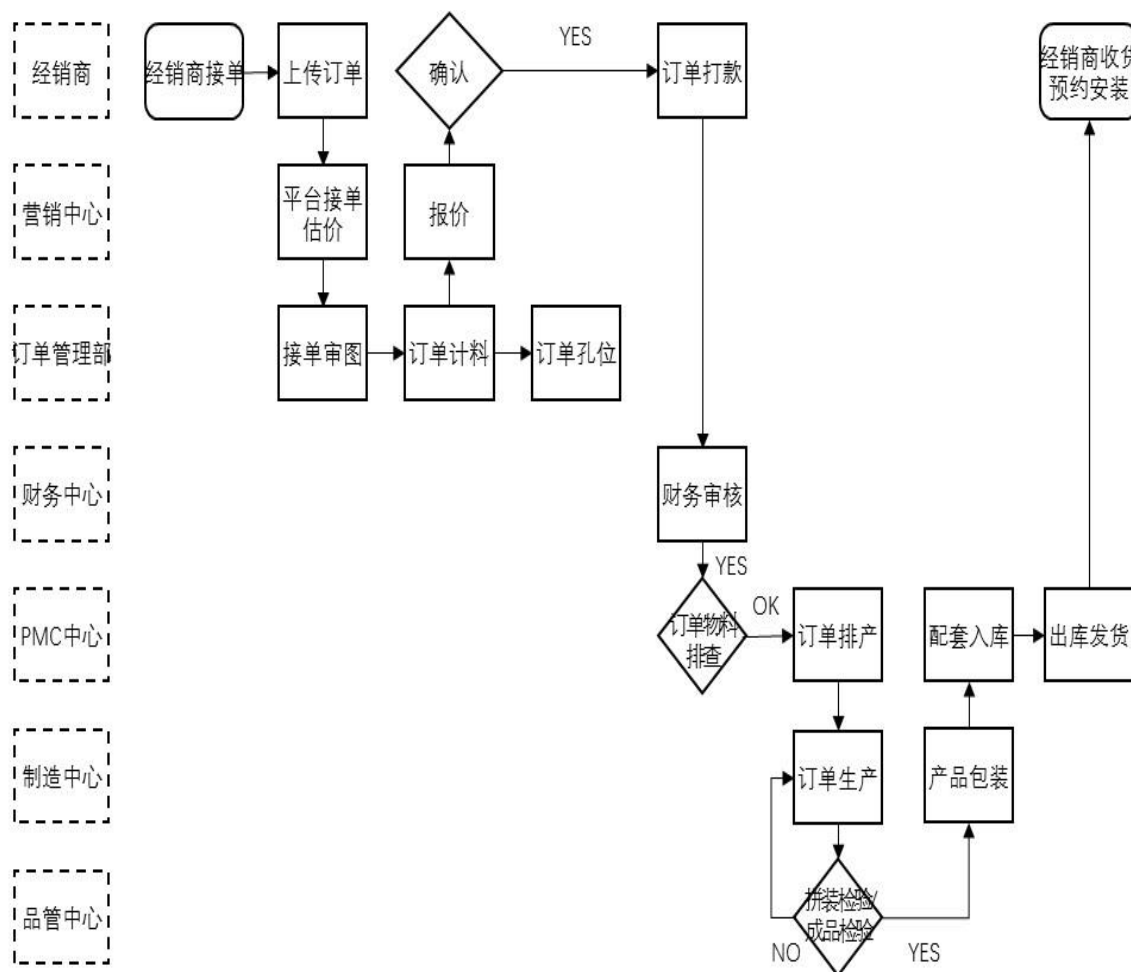 经销商
经销商接单
上传订单
确认
YES
订单打款
经销商收货
预约安装
营销中心
平台接单
估价
报价
订单管理部
接单审图
订单计料
订单孔位
财务中心
财务审核
YES
PMC中心
订单物料
排查
OK
订单排产
配套入库
出库发货
制造中心
订单生产
产品包装
品管中心
拼装检验/
成品检验
NO
YES